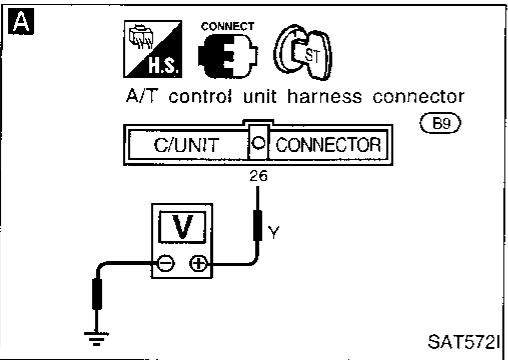 A
CONNECT
H.S.
ST
A/T control unit harness connector
B9
C/UNIT CONNECTOR
26
V
Y
SAT572I